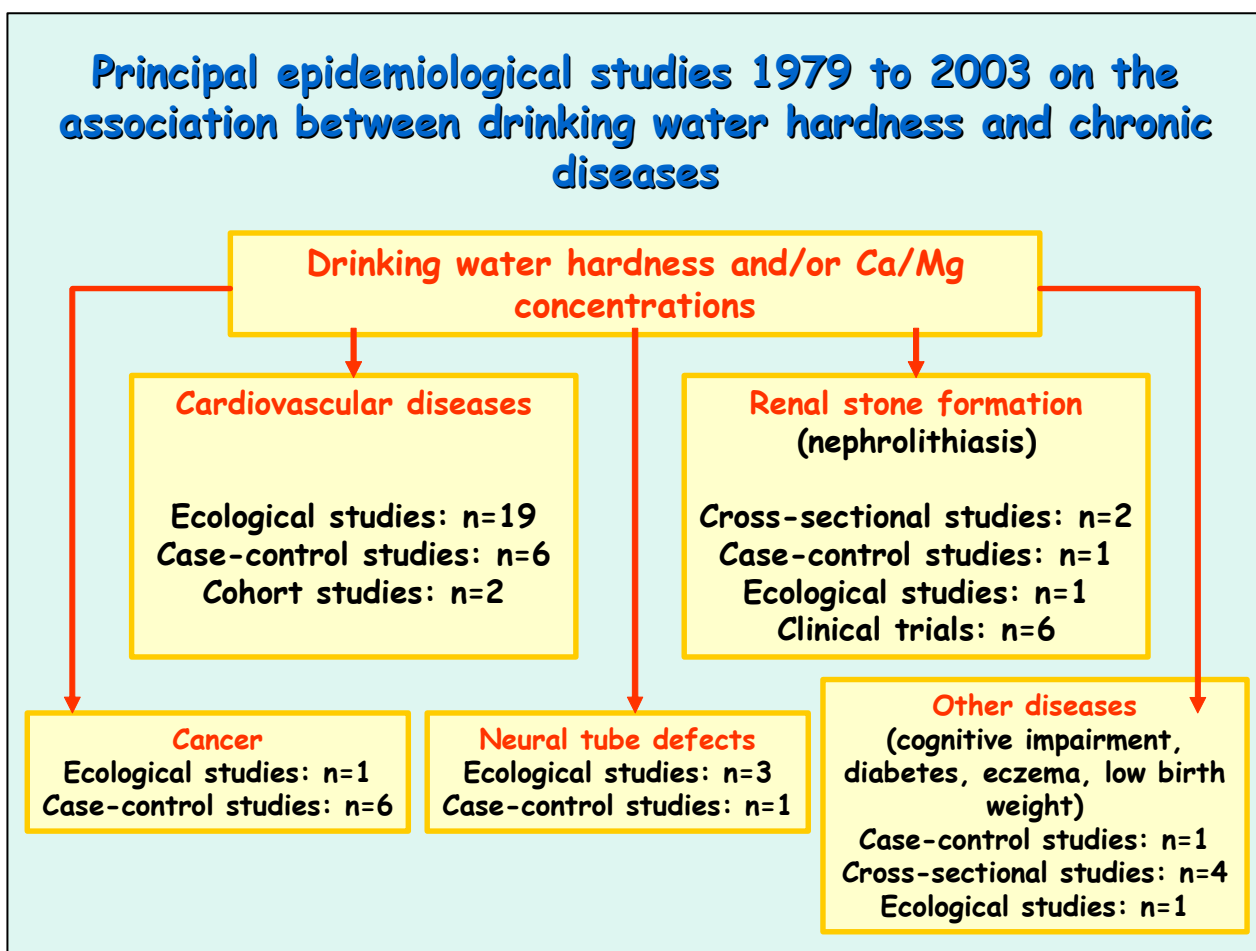 Principal epidemiological studies 1979 to 2003 on the
association between drinking water hardness and chronic
diseases
Drinking water hardness and/or Ca/Mg
concentrations
Cardiovascular diseases
Ecological studies: n=19
Case-control studies: n=6
Cohort studies: n=2
Renal stone formation
(nephrolithiasis)
Cross-sectional studies: n=2
Case-control studies: n=1
Ecological studies: n=1
Clinical trials: n=6
Cancer
Ecological studies: n=1
Case-control studies: n=6
Neural tube defects
Ecological studies: n=3
Case-control studies: n=1
Other diseases
(cognitive impairment,
diabetes, eczema, low birth
weight)
Case-control studies: n=1
Cross-sectional studies: n=4
Ecological studies: n=1